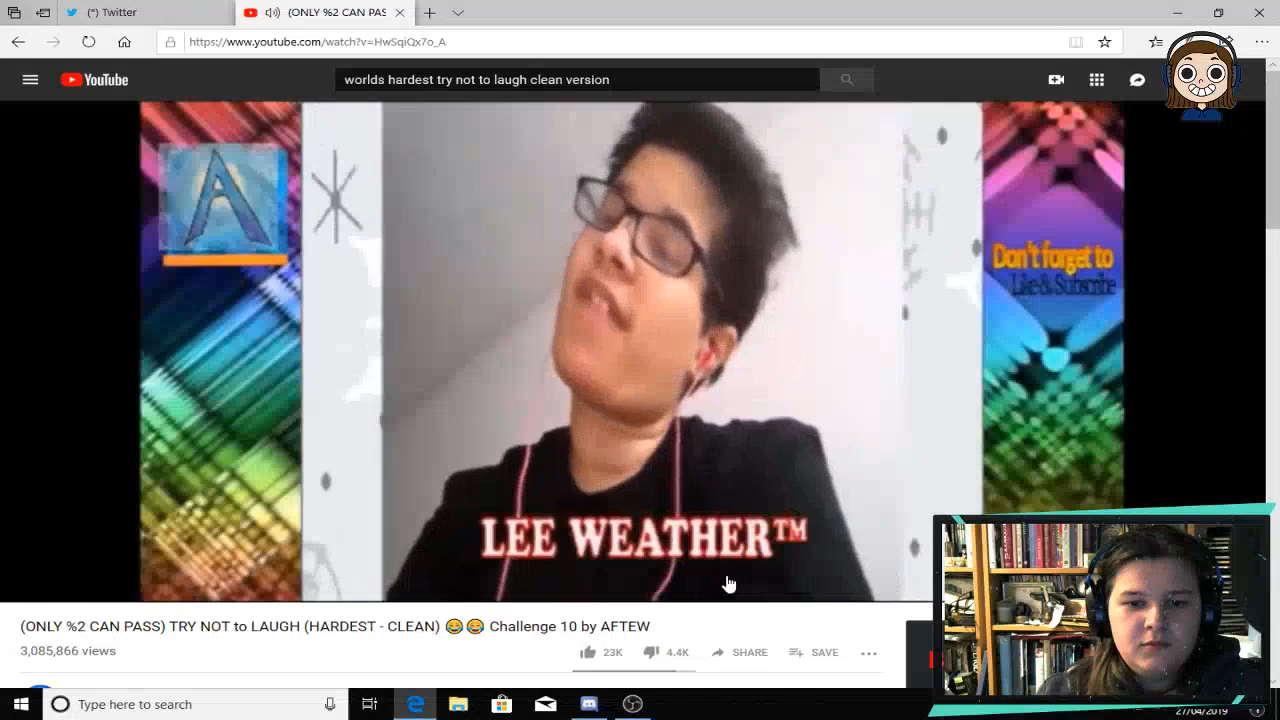 (*) Twitter
(ONLY %2 CAN PAS
https://www.youtube.com/watch?v=HwSqiQx7o_A
YouTube
worlds hardest try not to laugh clean version
A
Don't forget to
Like & Subscribe
LEE WEATHER™
(ONLY %2 CAN PASS) TRY NOT to LAUGH (HARDEST - CLEAN) 😂😂 Challenge 10 by AFTEW
3,085,866 views
23K
4.4K
SHARE
SAVE
Type here to search
27/04/2019